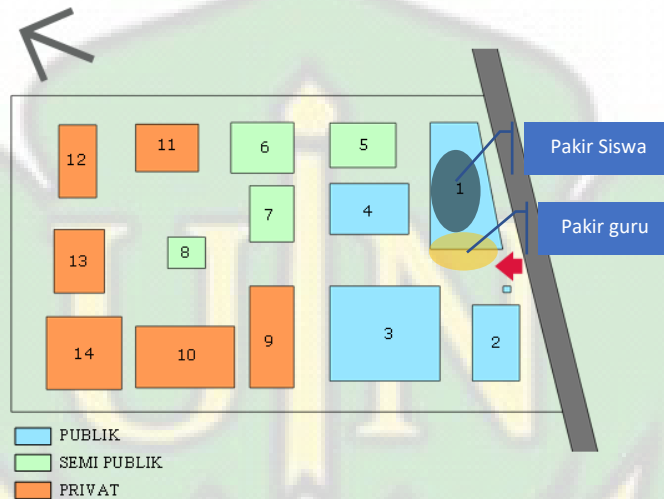 12
11
6
5
1
Pakir Siswa
7
4
Pakir guru
8
13
14
10
9
3
2
PUBLIK
SEMI PUBLIK
PRIVAT
UIN